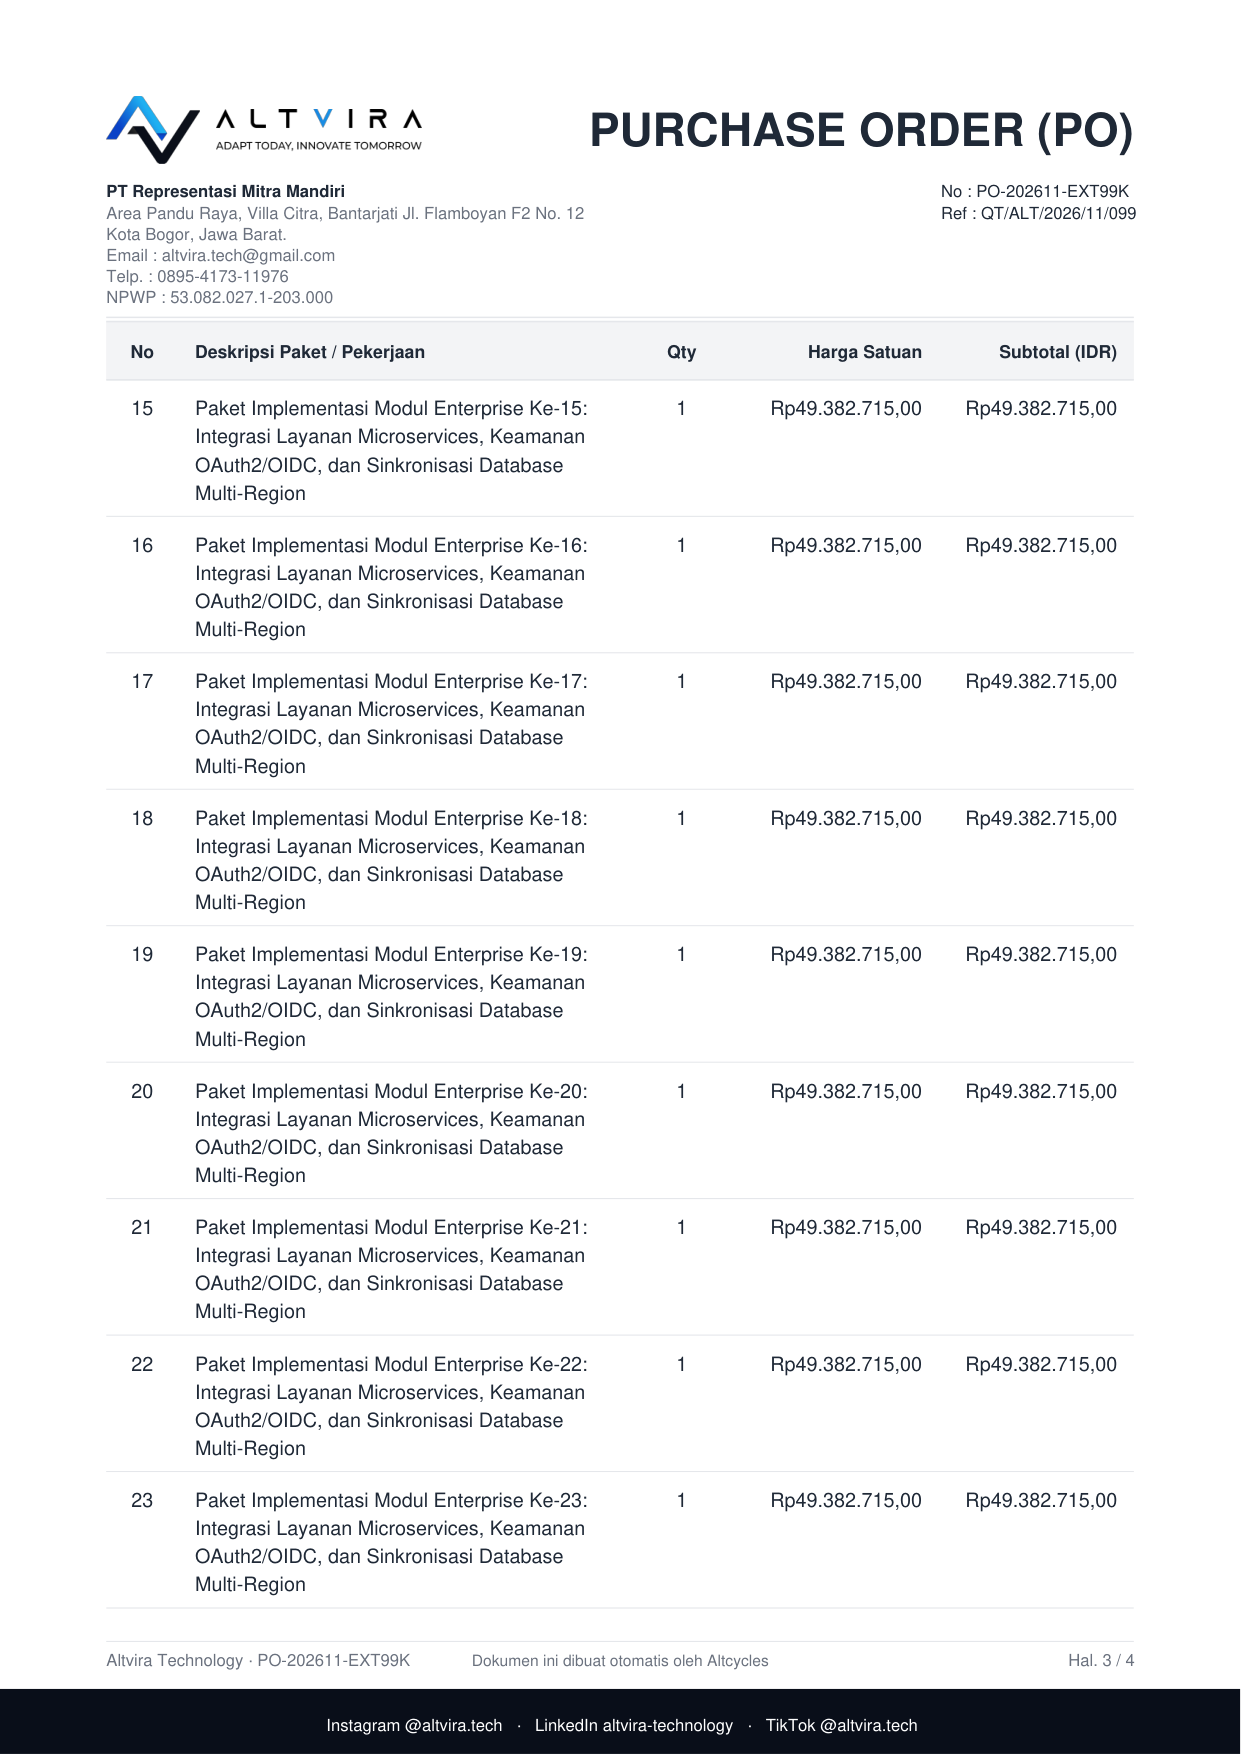 ALTVIRA
ADAPT TODAY, INNOVATE TOMORROW
PURCHASE ORDER (PO)
PT Representasi Mitra Mandiri
Area Pandu Raya, Villa Citra, Bantarjati Jl. Flamboyan F2 No. 12
Kota Bogor, Jawa Barat.
Email : altvira.tech@gmail.com
Telp. : 0895-4173-11976
NPWP : 53.082.027.1-203.000
No : PO-202611-EXT99K
Ref : QT/ALT/2026/11/099
No Deskripsi Paket / Pekerjaan Qty Harga Satuan Subtotal (IDR)
15 Paket Implementasi Modul Enterprise Ke-15: 1 Rp49.382.715,00 Rp49.382.715,00
Integrasi Layanan Microservices, Keamanan
OAuth2/OIDC, dan Sinkronisasi Database
Multi-Region
16 Paket Implementasi Modul Enterprise Ke-16: 1 Rp49.382.715,00 Rp49.382.715,00
Integrasi Layanan Microservices, Keamanan
OAuth2/OIDC, dan Sinkronisasi Database
Multi-Region
17 Paket Implementasi Modul Enterprise Ke-17: 1 Rp49.382.715,00 Rp49.382.715,00
Integrasi Layanan Microservices, Keamanan
OAuth2/OIDC, dan Sinkronisasi Database
Multi-Region
18 Paket Implementasi Modul Enterprise Ke-18: 1 Rp49.382.715,00 Rp49.382.715,00
Integrasi Layanan Microservices, Keamanan
OAuth2/OIDC, dan Sinkronisasi Database
Multi-Region
19 Paket Implementasi Modul Enterprise Ke-19: 1 Rp49.382.715,00 Rp49.382.715,00
Integrasi Layanan Microservices, Keamanan
OAuth2/OIDC, dan Sinkronisasi Database
Multi-Region
20 Paket Implementasi Modul Enterprise Ke-20: 1 Rp49.382.715,00 Rp49.382.715,00
Integrasi Layanan Microservices, Keamanan
OAuth2/OIDC, dan Sinkronisasi Database
Multi-Region
21 Paket Implementasi Modul Enterprise Ke-21: 1 Rp49.382.715,00 Rp49.382.715,00
Integrasi Layanan Microservices, Keamanan
OAuth2/OIDC, dan Sinkronisasi Database
Multi-Region
22 Paket Implementasi Modul Enterprise Ke-22: 1 Rp49.382.715,00 Rp49.382.715,00
Integrasi Layanan Microservices, Keamanan
OAuth2/OIDC, dan Sinkronisasi Database
Multi-Region
23 Paket Implementasi Modul Enterprise Ke-23: 1 Rp49.382.715,00 Rp49.382.715,00
Integrasi Layanan Microservices, Keamanan
OAuth2/OIDC, dan Sinkronisasi Database
Multi-Region
Altvira Technology · PO-202611-EXT99K Dokumen ini dibuat otomatis oleh Altcycles Hal. 3 / 4
Instagram @altvira.tech · LinkedIn altvira-technology · TikTok @altvira.tech